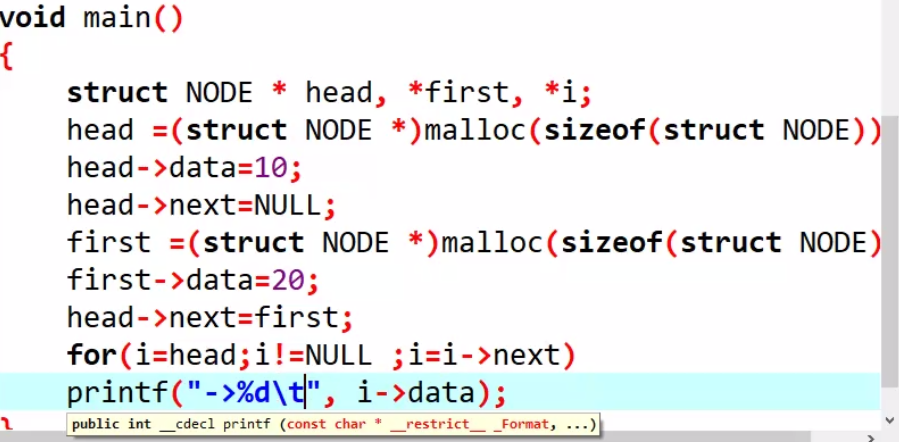 void main()
{
struct NODE * head, *first, *i;
head =(struct NODE *)malloc(sizeof(struct NODE))
head->data=10;
head->next=NULL;
first =(struct NODE *)malloc(sizeof(struct NODE)
first->data=20;
head->next=first;
for(i=head;i!=NULL ;i=i->next)
printf("->%d\t", i->data);
public int __cdecl printf (const char * __restrict__ _Format, ...)
}